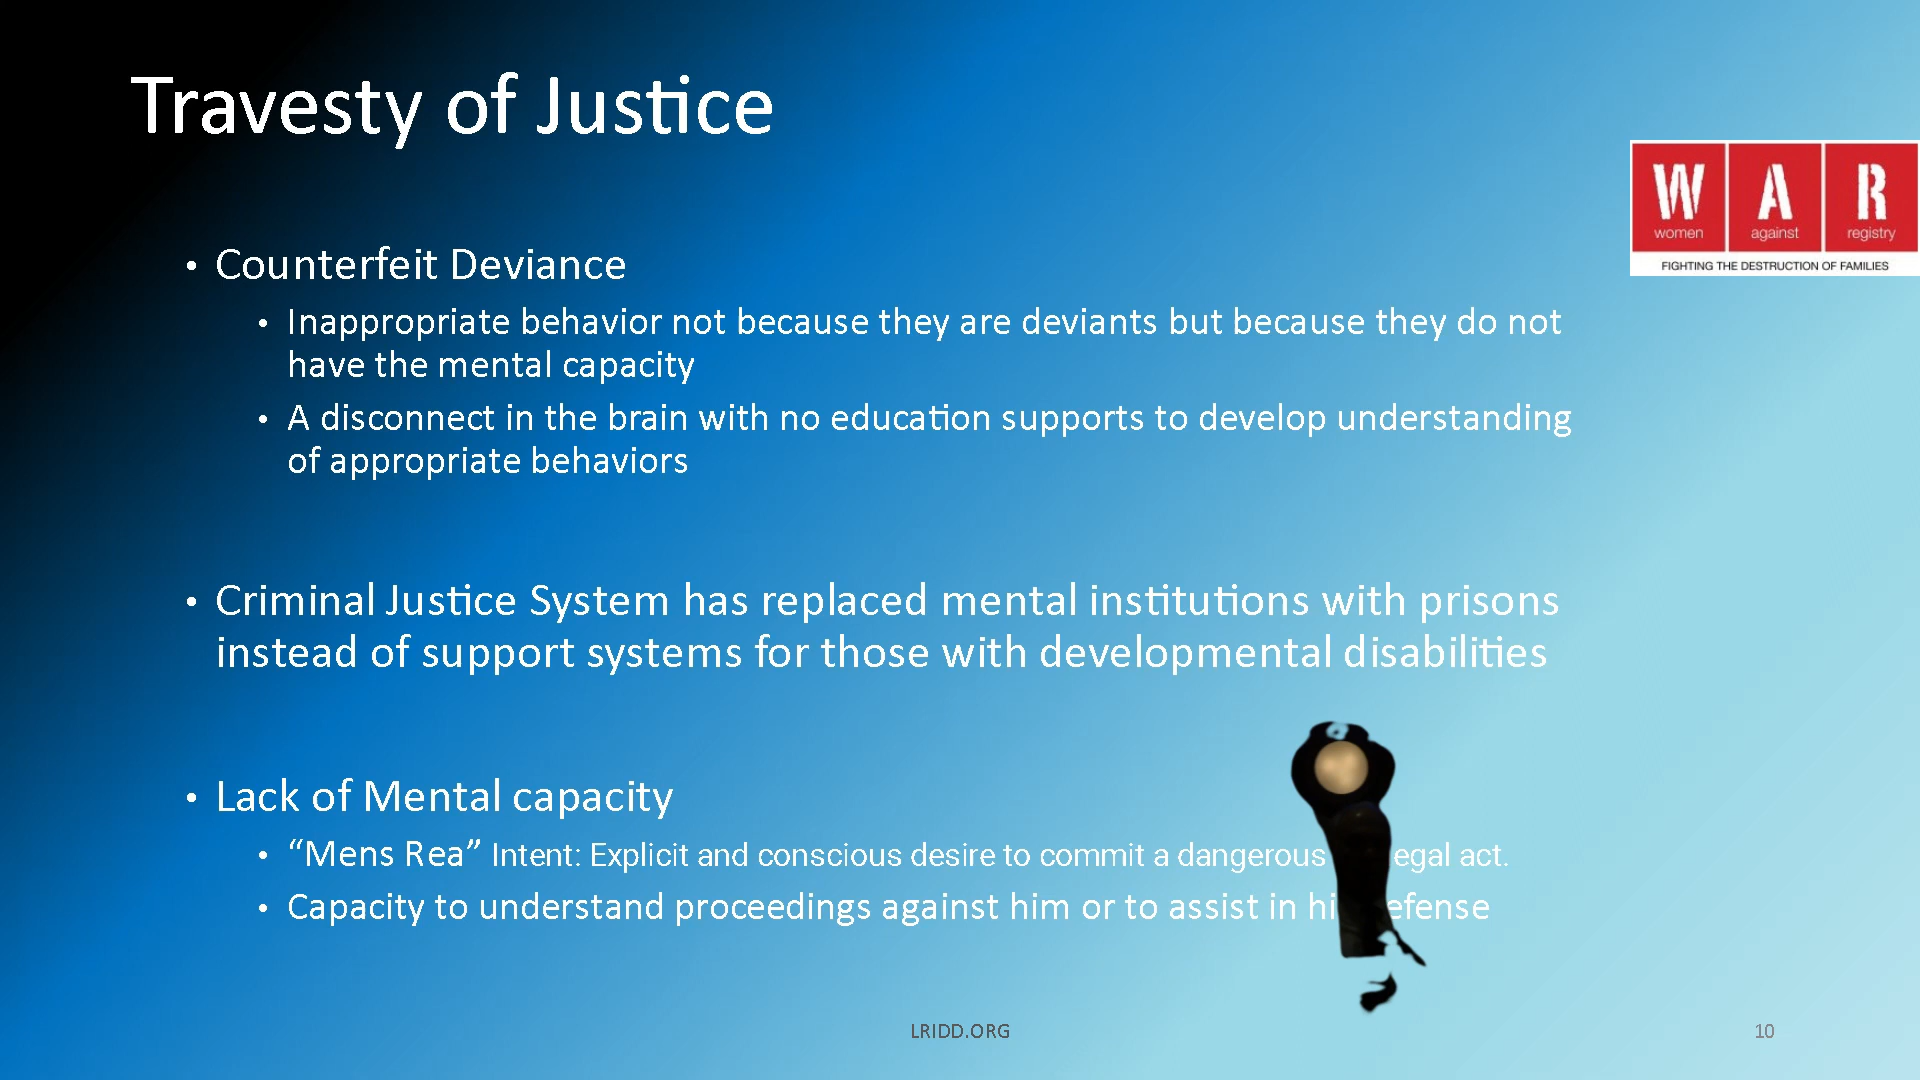 Travesty of Justice
W A R
women against registry
FIGHTING THE DESTRUCTION OF FAMILIES
• Counterfeit Deviance
• Inappropriate behavior not because they are deviants but because they do not
have the mental capacity
• A disconnect in the brain with no education supports to develop understanding
of appropriate behaviors
• Criminal Justice System has replaced mental institutions with prisons
instead of support systems for those with developmental disabilities
• Lack of Mental capacity
• “Mens Rea” Intent: Explicit and conscious desire to commit a dangerous act.
• Capacity to understand proceedings against him or to assist in
LRIDD.ORG
10